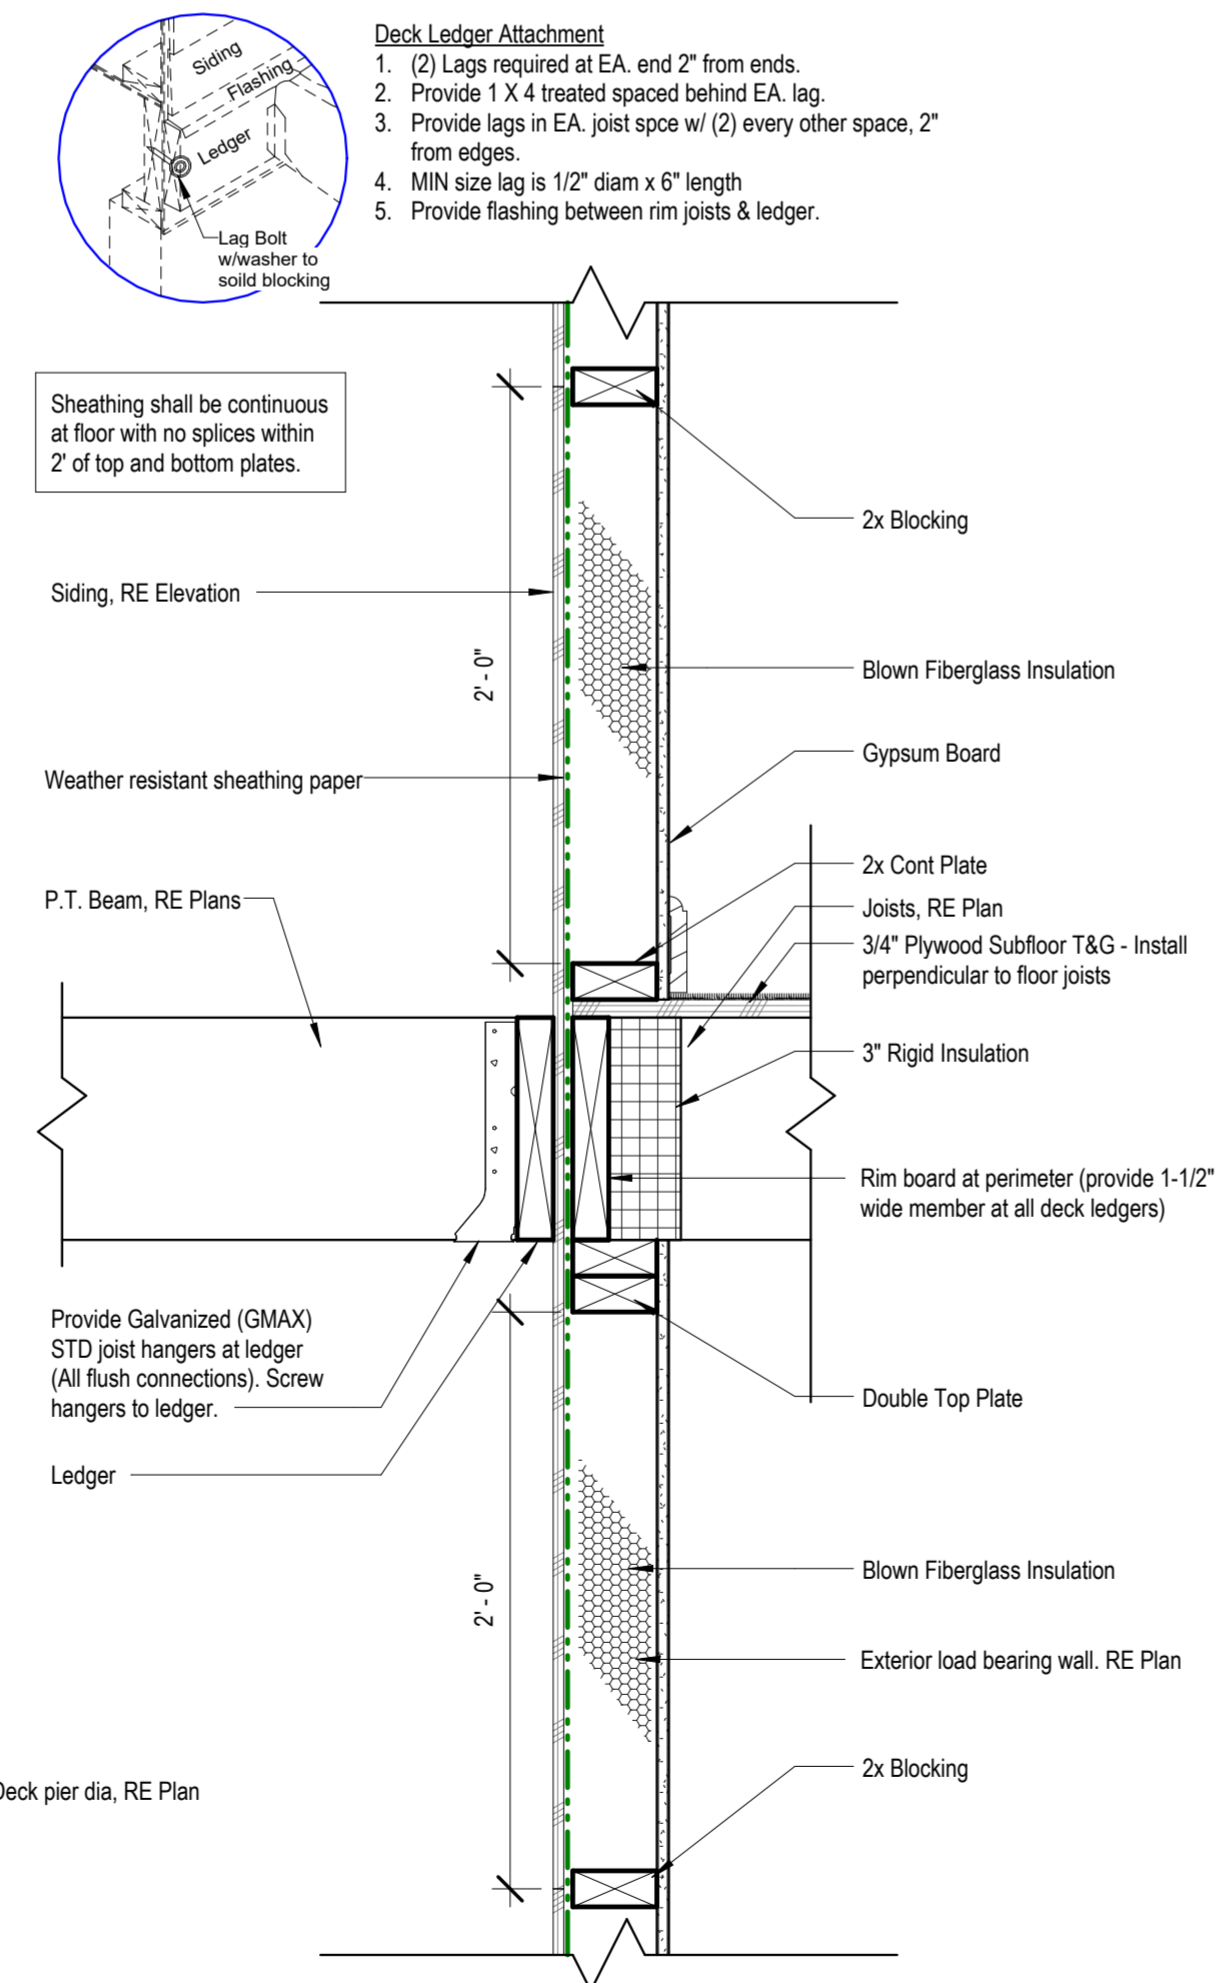 Siding
Flashing
Ledger
Lag Bolt
w/washer to
soild blocking
Deck Ledger Attachment
1. (2) Lags required at EA. end 2" from ends.
2. Provide 1 X 4 treated spaced behind EA. lag.
3. Provide lags in EA. joist spce w/ (2) every other space, 2"
from edges.
4. MIN size lag is 1/2" diam x 6" length
5. Provide flashing between rim joists & ledger.
Sheathing shall be continuous
at floor with no splices within
2' of top and bottom plates.
2x Blocking
Siding, RE Elevation
2' - 0"
Blown Fiberglass Insulation
Gypsum Board
Weather resistant sheathing paper
2x Cont Plate
P.T. Beam, RE Plans
Joists, RE Plan
3/4" Plywood Subfloor T&G - Install
perpendicular to floor joists
3" Rigid Insulation
Rim board at perimeter (provide 1-1/2"
wide member at all deck ledgers)
Provide Galvanized (GMAX)
STD joist hangers at ledger
(All flush connections). Screw
hangers to ledger.
Double Top Plate
Ledger
2' - 0"
Blown Fiberglass Insulation
Exterior load bearing wall. RE Plan
2x Blocking
Deck pier dia, RE Plan